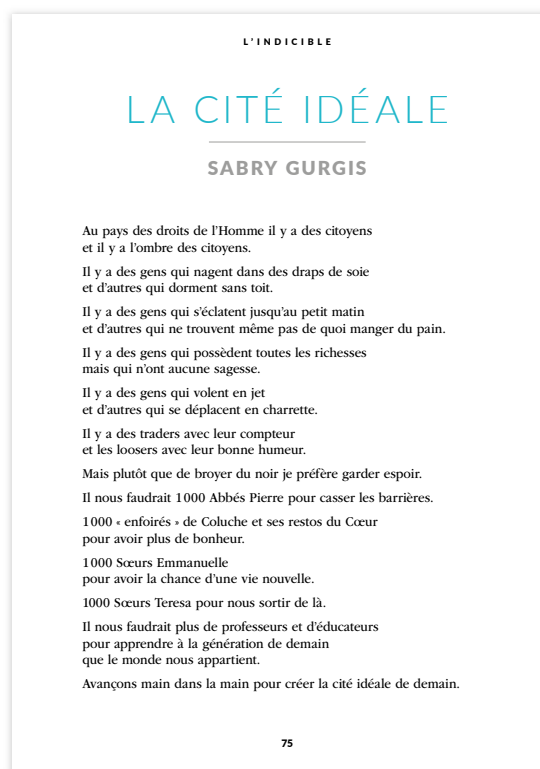 L'INDICIBLE
LA CITÉ IDÉALE
SABRY GURGIS
Au pays des droits de l'Homme il y a des citoyens
et il y a l'ombre des citoyens.
Il y a des gens qui nagent dans des draps de soie
et d'autres qui dorment sans toit.
Il y a des gens qui s'éclatent jusqu'au petit matin
et d'autres qui ne trouvent même pas de quoi manger du pain.
Il y a des gens qui possèdent toutes les richesses
mais qui n'ont aucune sagesse.
Il y a des gens qui volent en jet
et d'autres qui se déplacent en charrette.
Il y a des traders avec leur compteur
et les loosers avec leur bonne humeur.
Mais plutôt que de broyer du noir je préfère garder espoir.
Il nous faudrait 1000 Abbés Pierre pour casser les barrières.
1000 « enfoirés » de Coluche et ses restos du Cœur
pour avoir plus de bonheur.
1000 Sœurs Emmanuelle
pour avoir la chance d'une vie nouvelle.
1000 Sœurs Teresa pour nous sortir de là.
Il nous faudrait plus de professeurs et d'éducateurs
pour apprendre à la génération de demain
que le monde nous appartient.
Avançons main dans la main pour créer la cité idéale de demain.
75